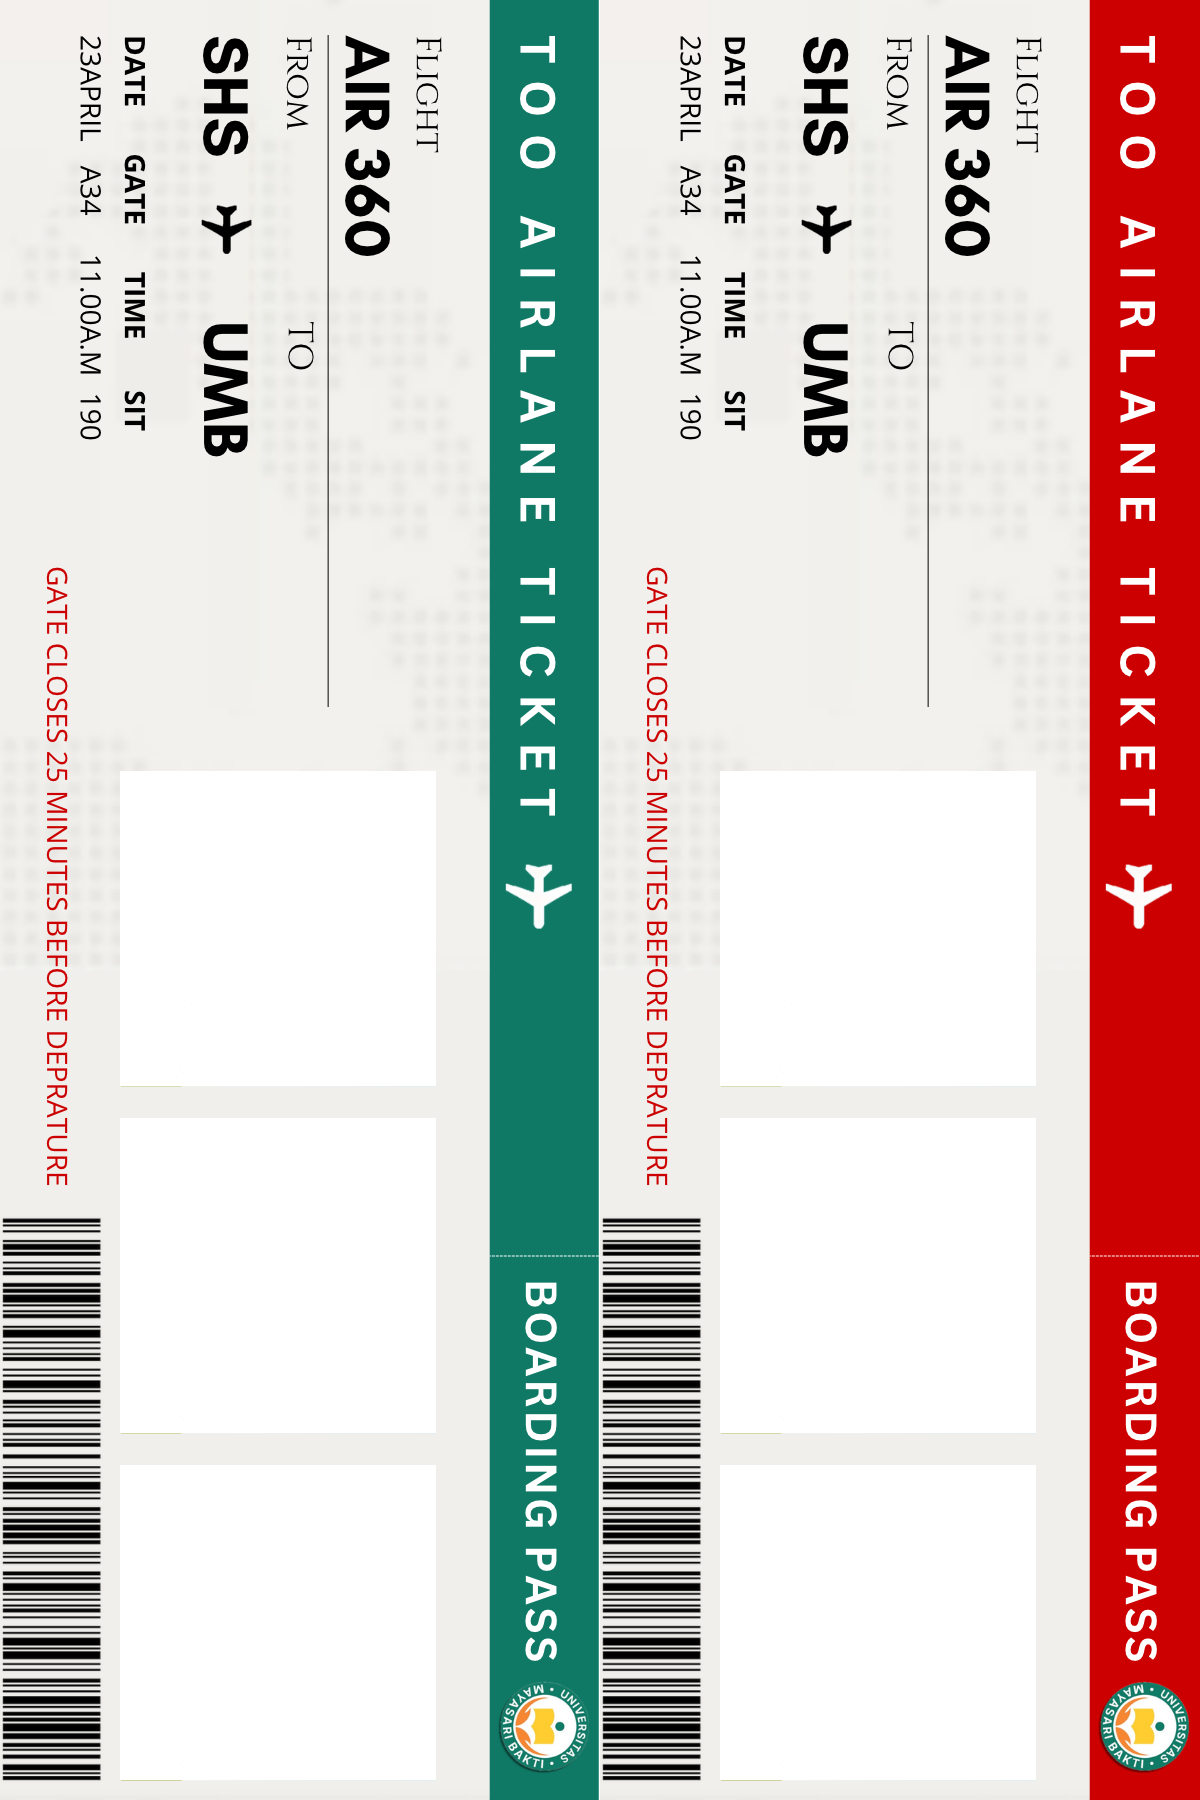 TOO AIRLANE TICKET
BOARDING PASS
UNIVERSITAS MAYASARI BAKTI
FLIGHT
AIR 360
FROM TO
SHS UMB
DATE GATE TIME SIT
23APRIL A34 11.00A.M 190
GATE CLOSES 25 MINUTES BEFORE DEPRATURE
TOO AIRLANE TICKET
BOARDING PASS
UNIVERSITAS MAYASARI BAKTI
FLIGHT
AIR 360
FROM TO
SHS UMB
DATE GATE TIME SIT
23APRIL A34 11.00A.M 190
GATE CLOSES 25 MINUTES BEFORE DEPRATURE